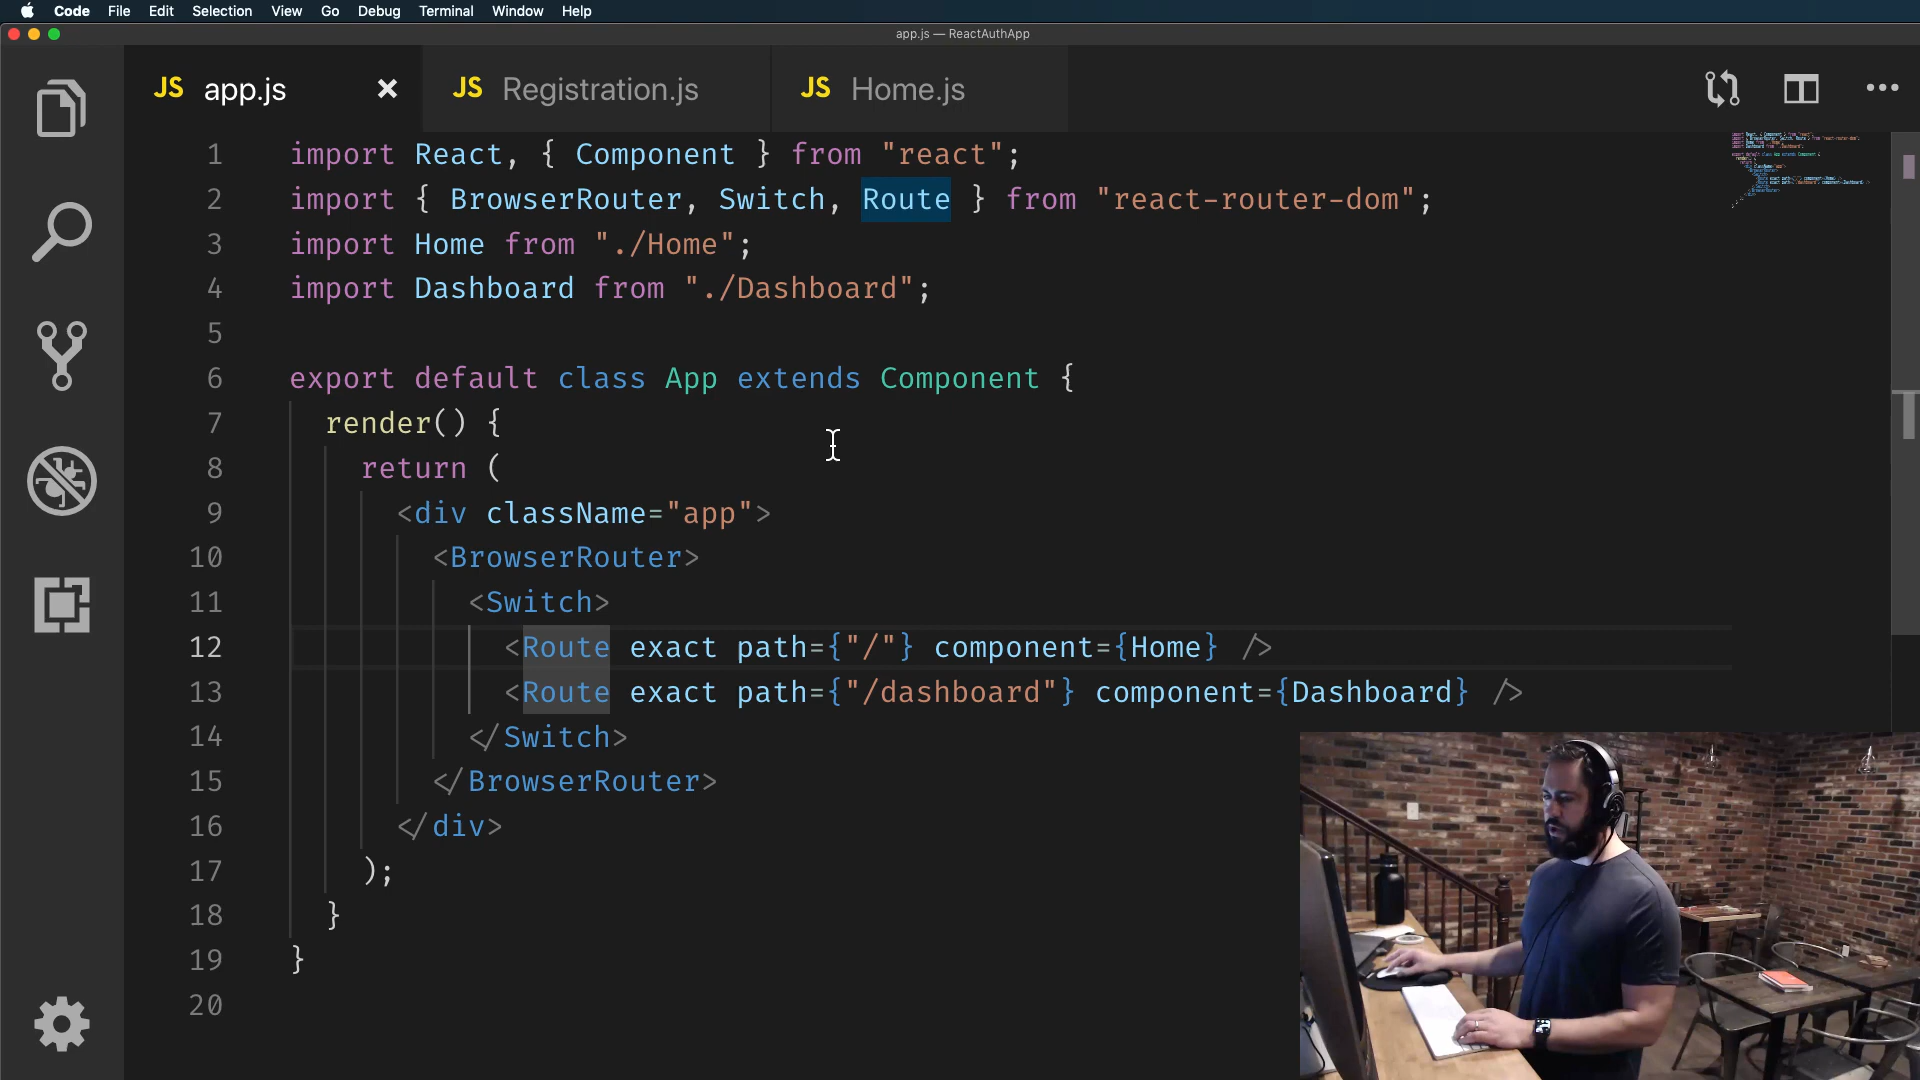 Code File Edit Selection View Go Debug Terminal Window Help
app.js — ReactAuthApp
JS app.js × JS Registration.js JS Home.js
1 import React, { Component } from "react";
2 import { BrowserRouter, Switch, Route } from "react-router-dom";
3 import Home from "./Home";
4 import Dashboard from "./Dashboard";
5
6 export default class App extends Component {
7 render() {
8 return (
9 <div className="app">
10 <BrowserRouter>
11 <Switch>
12 <Route exact path={"/"} component={Home} />
13 <Route exact path={"/dashboard"} component={Dashboard} />
14 </Switch>
15 </BrowserRouter>
16 </div>
17 );
18 }
19 }
20